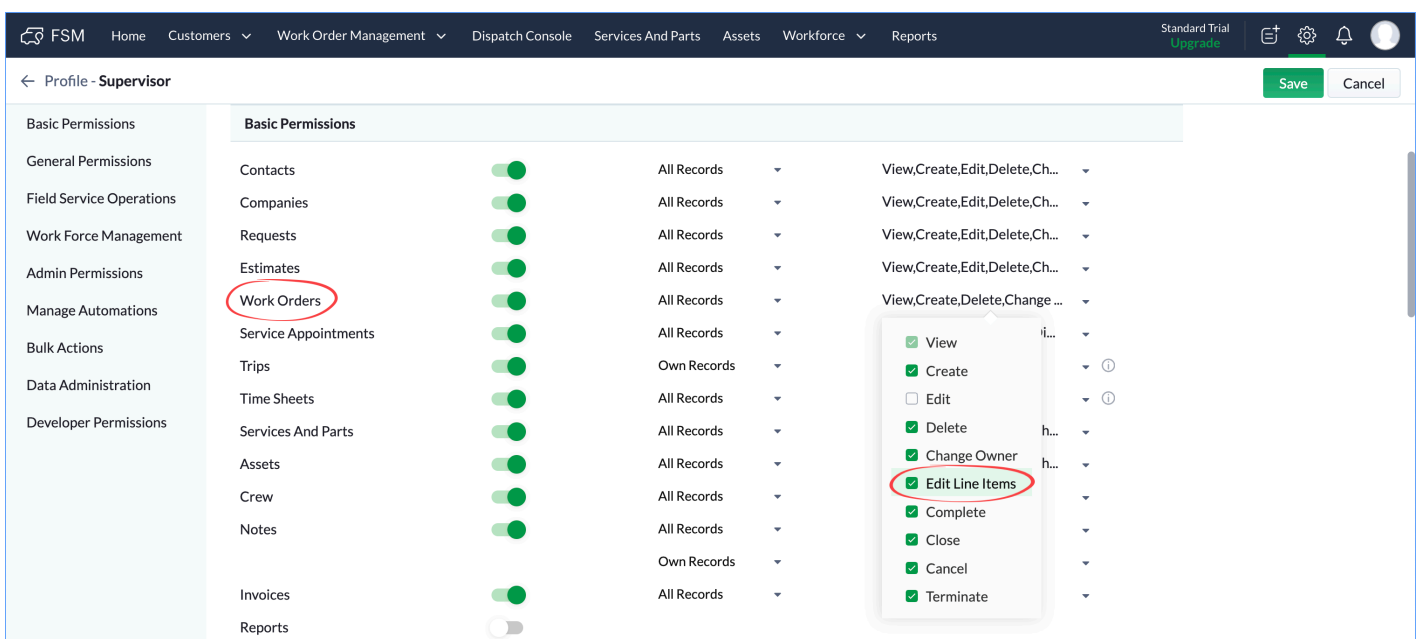 FSM Home Customers Work Order Management Dispatch Console Services And Parts Assets Workforce Reports Standard Trial
Upgrade
Profile - Supervisor Save Cancel
Basic Permissions Basic Permissions
General Permissions
Field Service Operations
Work Force Management
Admin Permissions
Manage Automations
Bulk Actions
Data Administration
Developer Permissions
Contacts All Records View,Create,Edit,Delete,Ch...
Companies All Records View,Create,Edit,Delete,Ch...
Requests All Records View,Create,Edit,Delete,Ch...
Estimates All Records View,Create,Edit,Delete,Ch...
Work Orders All Records View,Create,Delete,Change ...
Service Appointments All Records
Trips Own Records
Time Sheets All Records
Services And Parts All Records
Assets All Records
Crew All Records
Notes All Records
Own Records
Invoices All Records
Reports
View
Create
Edit
Delete
Change Owner
Edit Line Items
Complete
Close
Cancel
Terminate